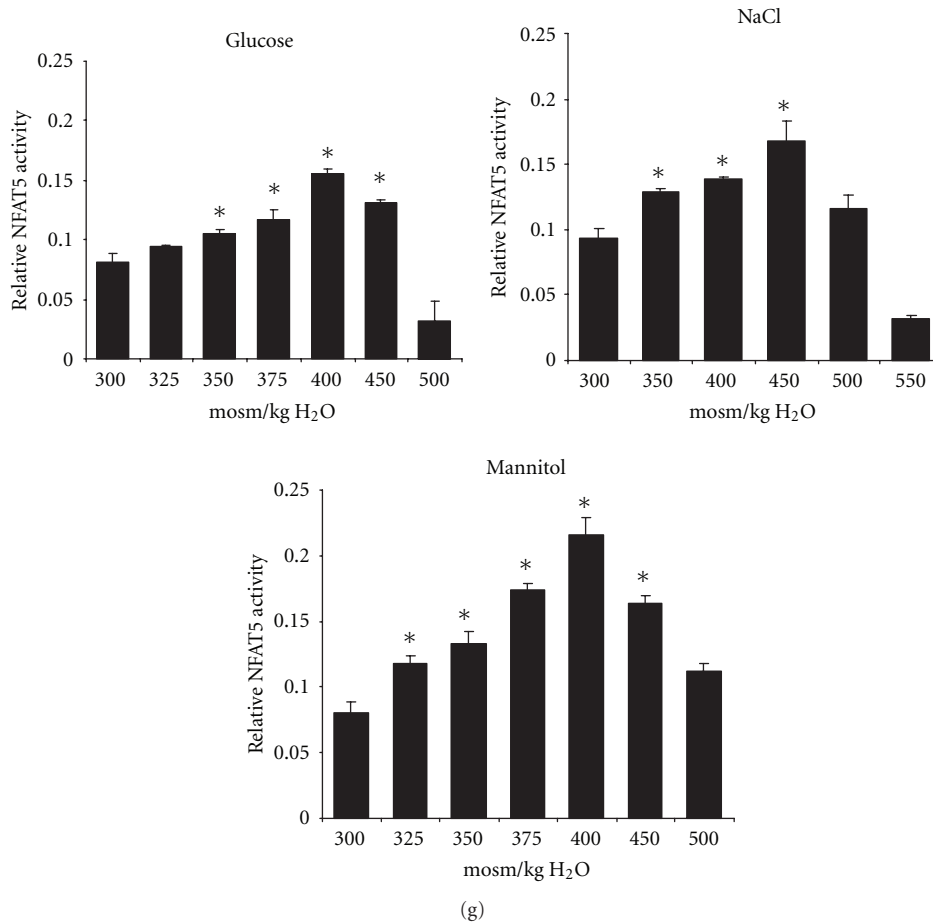 Glucose
Relative NFAT5 activity
0.25
0.2
0.15
0.1
0.05
0
* * * *
300 325 350 375 400 450 500
mosm/kg H₂O
NaCl
Relative NFAT5 activity
0.25
0.2
0.15
0.1
0.05
0
* * *
300 350 400 450 500 550
mosm/kg H₂O
Mannitol
Relative NFAT5 activity
0.25
0.2
0.15
0.1
0.05
0
* * * * *
300 325 350 375 400 450 500
mosm/kg H₂O
(g)